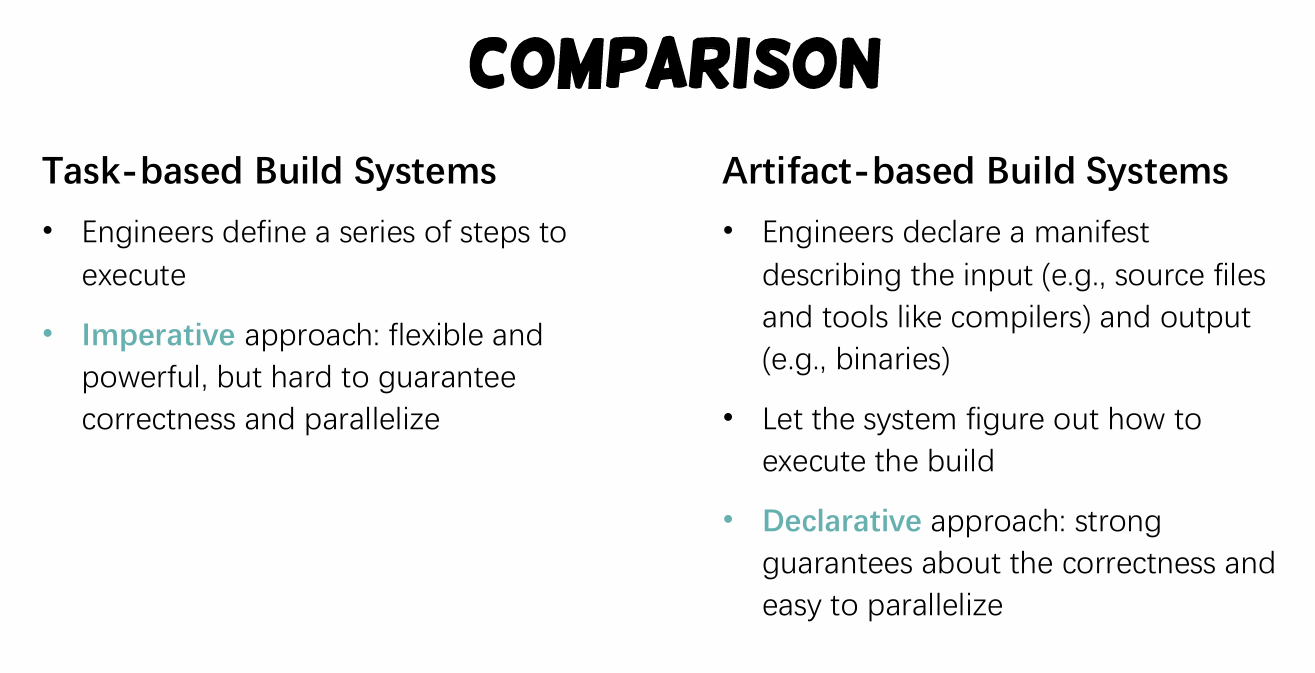 COMPARISON
Task-based Build Systems
• Engineers define a series of steps to
execute
• Imperative approach: flexible and
powerful, but hard to guarantee
correctness and parallelize
Artifact-based Build Systems
• Engineers declare a manifest
describing the input (e.g., source files
and tools like compilers) and output
(e.g., binaries)
• Let the system figure out how to
execute the build
• Declarative approach: strong
guarantees about the correctness and
easy to parallelize